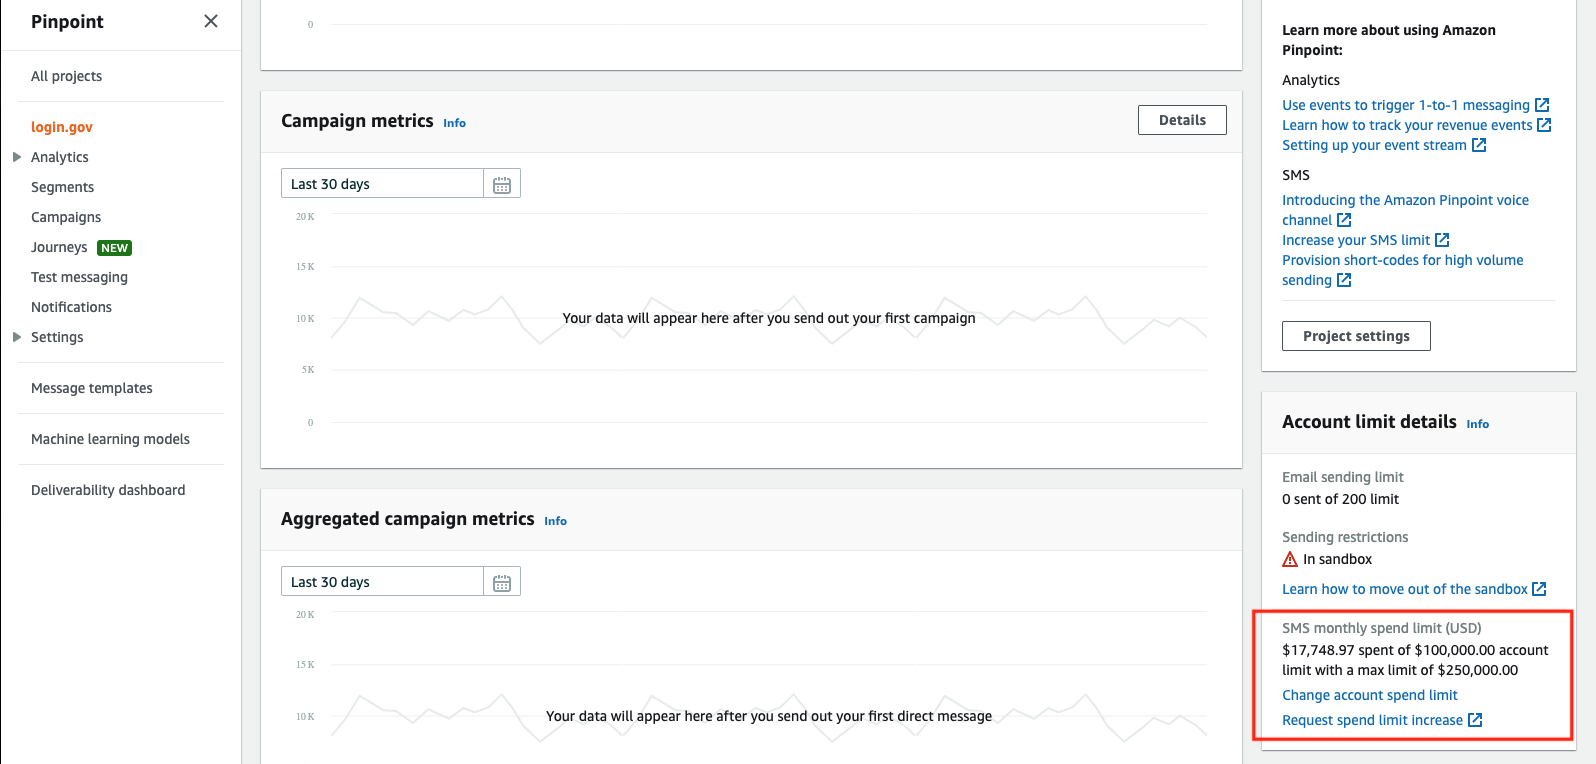 Pinpoint
All projects
login.gov
Analytics
Segments
Campaigns
Journeys NEW
Test messaging
Notifications
Settings
Message templates
Machine learning models
Deliverability dashboard
0
Campaign metrics Info
Details
Last 30 days
20 K
15 K
10 K
5 K
0
Your data will appear here after you send out your first campaign
Aggregated campaign metrics Info
Last 30 days
20 K
15 K
10 K
Your data will appear here after you send out your first direct message
Learn more about using Amazon
Pinpoint:
Analytics
Use events to trigger 1-to-1 messaging
Learn how to track your revenue events
Setting up your event stream
SMS
Introducing the Amazon Pinpoint voice
channel
Increase your SMS limit
Provision short-codes for high volume
sending
Project settings
Account limit details Info
Email sending limit
0 sent of 200 limit
Sending restrictions
In sandbox
Learn how to move out of the sandbox
SMS monthly spend limit (USD)
$17,748.97 spent of $100,000.00 account
limit with a max limit of $250,000.00
Change account spend limit
Request spend limit increase